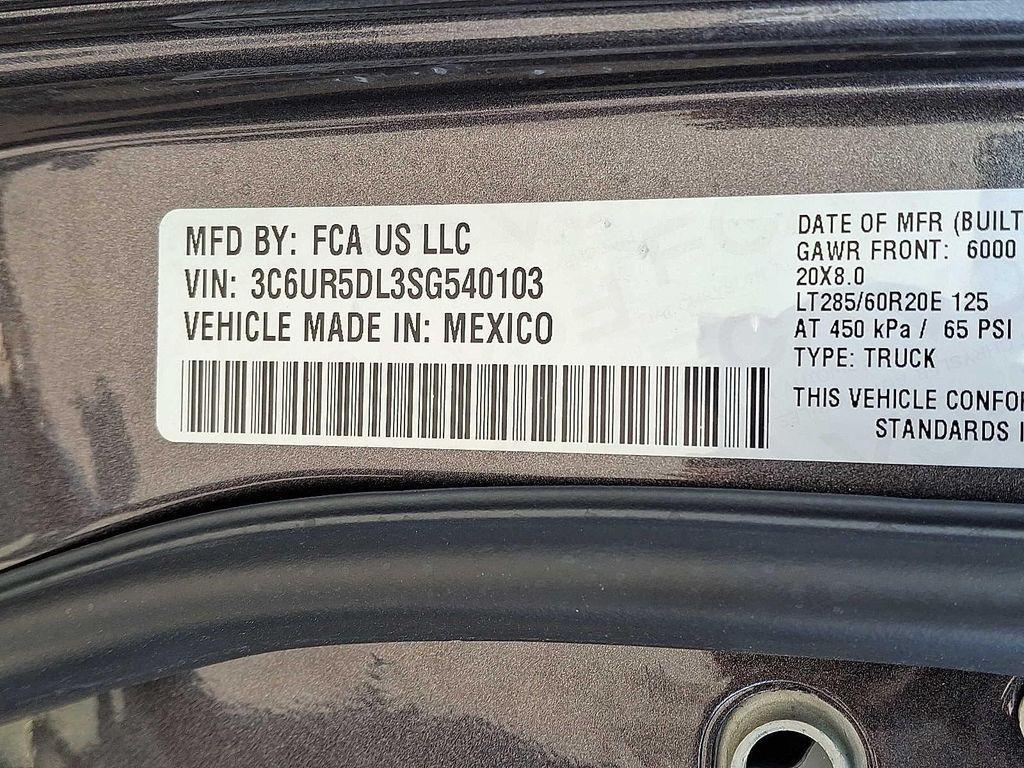 MFD BY: FCA US LLC
VIN: 3C6UR5DL3SG540103
VEHICLE MADE IN: MEXICO
DATE OF MFR (BUILT
GAWR FRONT: 6000
20X8.0
LT285/60R20E 125
AT 450 kPa / 65 PSI
TYPE: TRUCK
THIS VEHICLE
STANDARDS